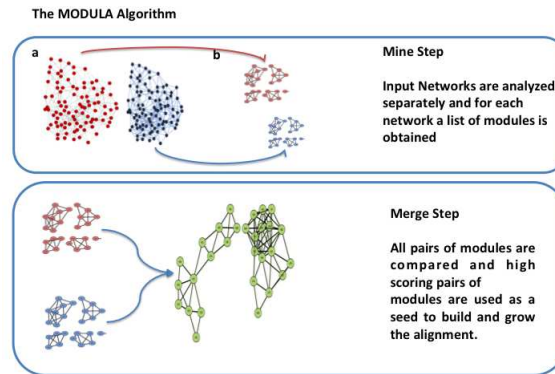 The MODULA Algorithm
a
b
Mine Step
Input Networks are analyzed
separately and for each
network a list of modules is
obtained
Merge Step
All pairs of modules are
compared and high
scoring pairs of
modules are used as a
seed to build and grow
the alignment.